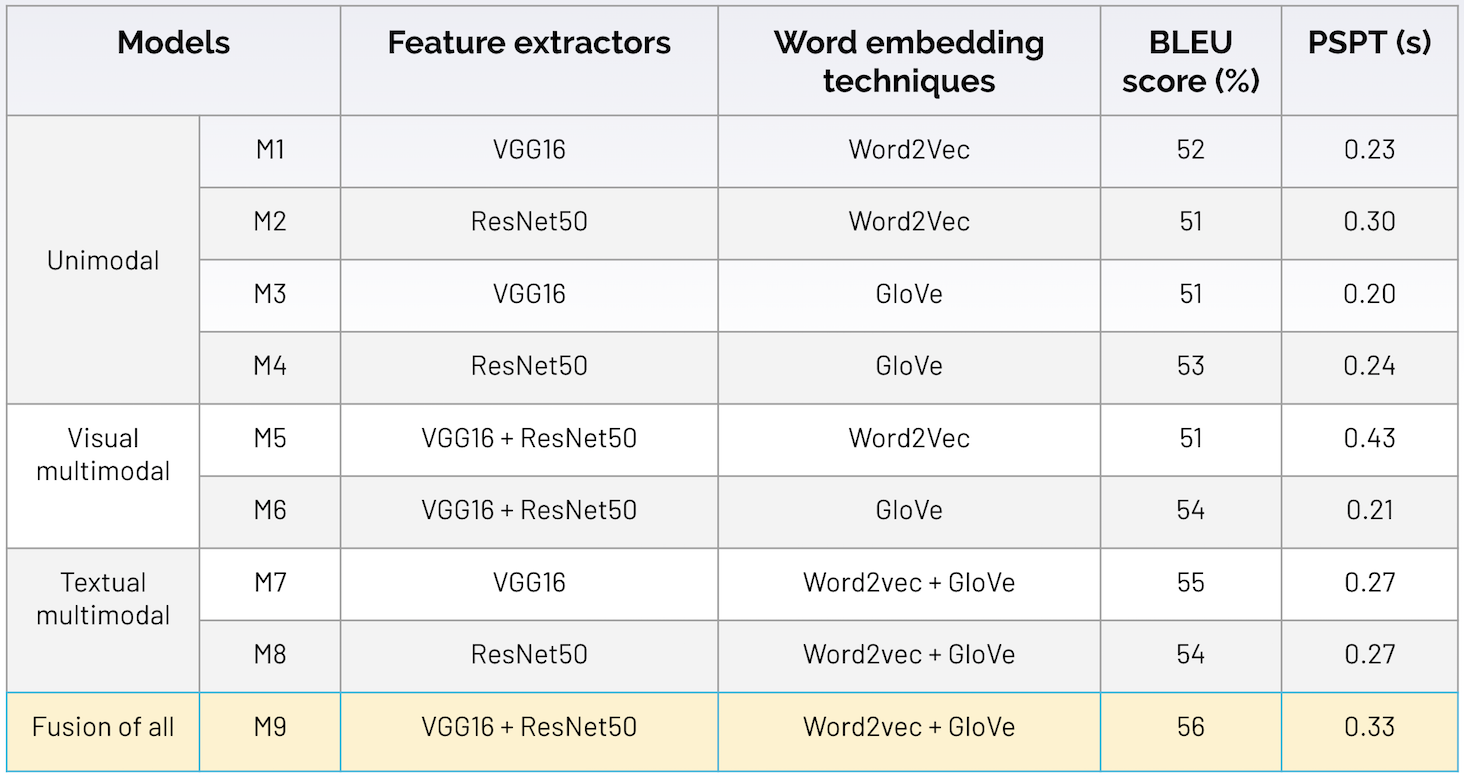 Models Feature extractors Word embedding techniques BLEU score (%) PSPT (s)
Unimodal M1 VGG16 Word2Vec 52 0.23
M2 ResNet50 Word2Vec 51 0.30
M3 VGG16 GloVe 51 0.20
M4 ResNet50 GloVe 53 0.24
Visual multimodal M5 VGG16 + ResNet50 Word2Vec 51 0.43
M6 VGG16 + ResNet50 GloVe 54 0.21
Textual multimodal M7 VGG16 Word2vec + GloVe 55 0.27
M8 ResNet50 Word2vec + GloVe 54 0.27
Fusion of all M9 VGG16 + ResNet50 Word2vec + GloVe 56 0.33